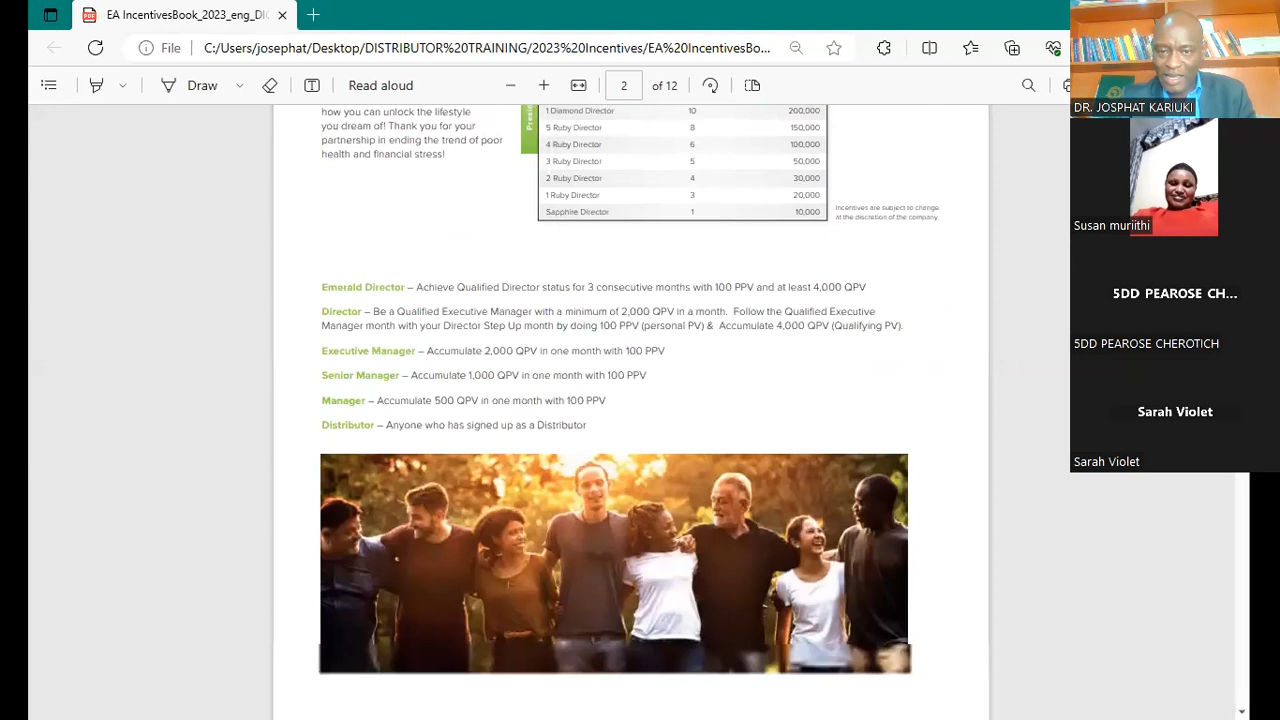 EA IncentivesBook_2023_eng_DI
File
C:/Users/josephat/Desktop/DISTRIBUTOR%20TRAINING/2023%20Incentives/EA%20IncentivesBo...
Draw
Read aloud
2
of 12
how you can unlock the lifestyle
you dream of! Thank you for your
partnership in ending the trend of poor
health and financial stress!
1 Diamond Director 10 200,000
5 Ruby Director 8 150,000
4 Ruby Director 6 100,000
3 Ruby Director 5 50,000
2 Ruby Director 4 30,000
1 Ruby Director 3 20,000
Sapphire Director 1 10,000
Incentives are subject to change
at the discretion of the company.
Emerald Director – Achieve Qualified Director status for 3 consecutive months with 100 PPV and at least 4,000 QPV
Director – Be a Qualified Executive Manager with a minimum of 2,000 QPV in a month. Follow the Qualified Executive
Manager month with your Director Step Up month by doing 100 PPV (personal PV) & Accumulate 4,000 QPV (Qualifying PV).
Executive Manager – Accumulate 2,000 QPV in one month with 100 PPV
Senior Manager – Accumulate 1,000 QPV in one month with 100 PPV
Manager – Accumulate 500 QPV in one month with 100 PPV
Distributor – Anyone who has signed up as a Distributor
DR. JOSPHAT KARIUKI
Susan muriithi
5DD PEAROSE CH...
5DD PEAROSE CHEROTICH
Sarah Violet
Sarah Violet